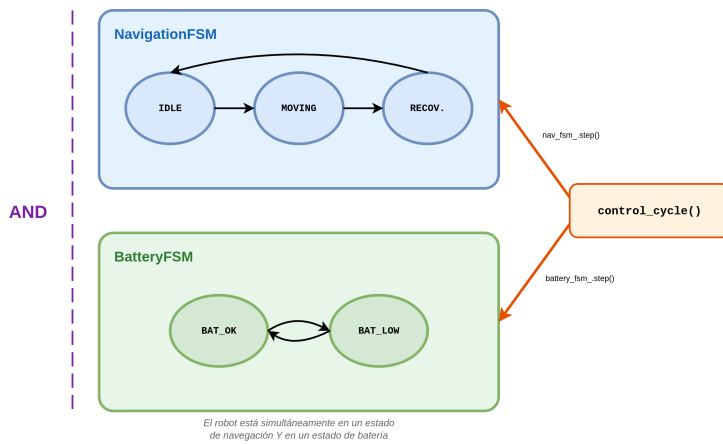 NavigationFSM
IDLE
MOVING
RECOV.
nav_fsm_.step()
AND
control_cycle()
BatteryFSM
battery_fsm_.step()
BAT_OK
BAT_LOW
El robot está simultáneamente en un estado
de navegación Y en un estado de batería